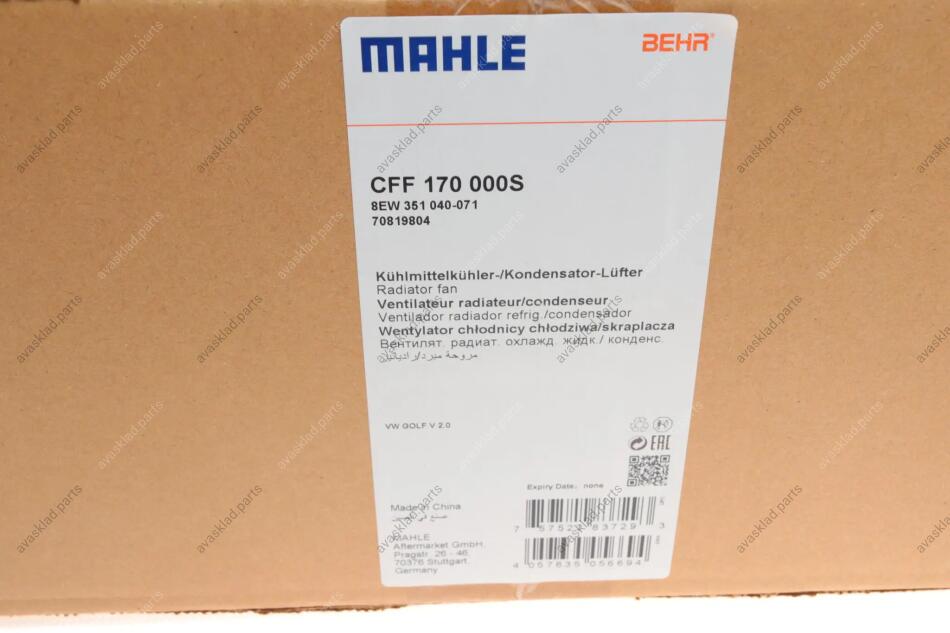 MAHLE
BEHR®
CFF 170 000S
8EW 351 040-071
70819804
Kühlmittelkühler-/Kondensator-Lüfter
Radiator fan
Ventilateur radiateur/condenseur
Ventilador radiador refrig./condensador
Wentylator chłodnicy chłodziwa/skraplacza
Вентилят. радиат. охлажд. жидк./ конденс.
مروحة مبرد/رادياتير
VW GOLF V 2.0
EAC
Expiry Date: none
Made in China
صنع في الصين
MAHLE
Aftermarket GmbH,
Pragstr. 26 - 46,
70376 Stuttgart,
Germany
4 057635 056694
avasklad.parts